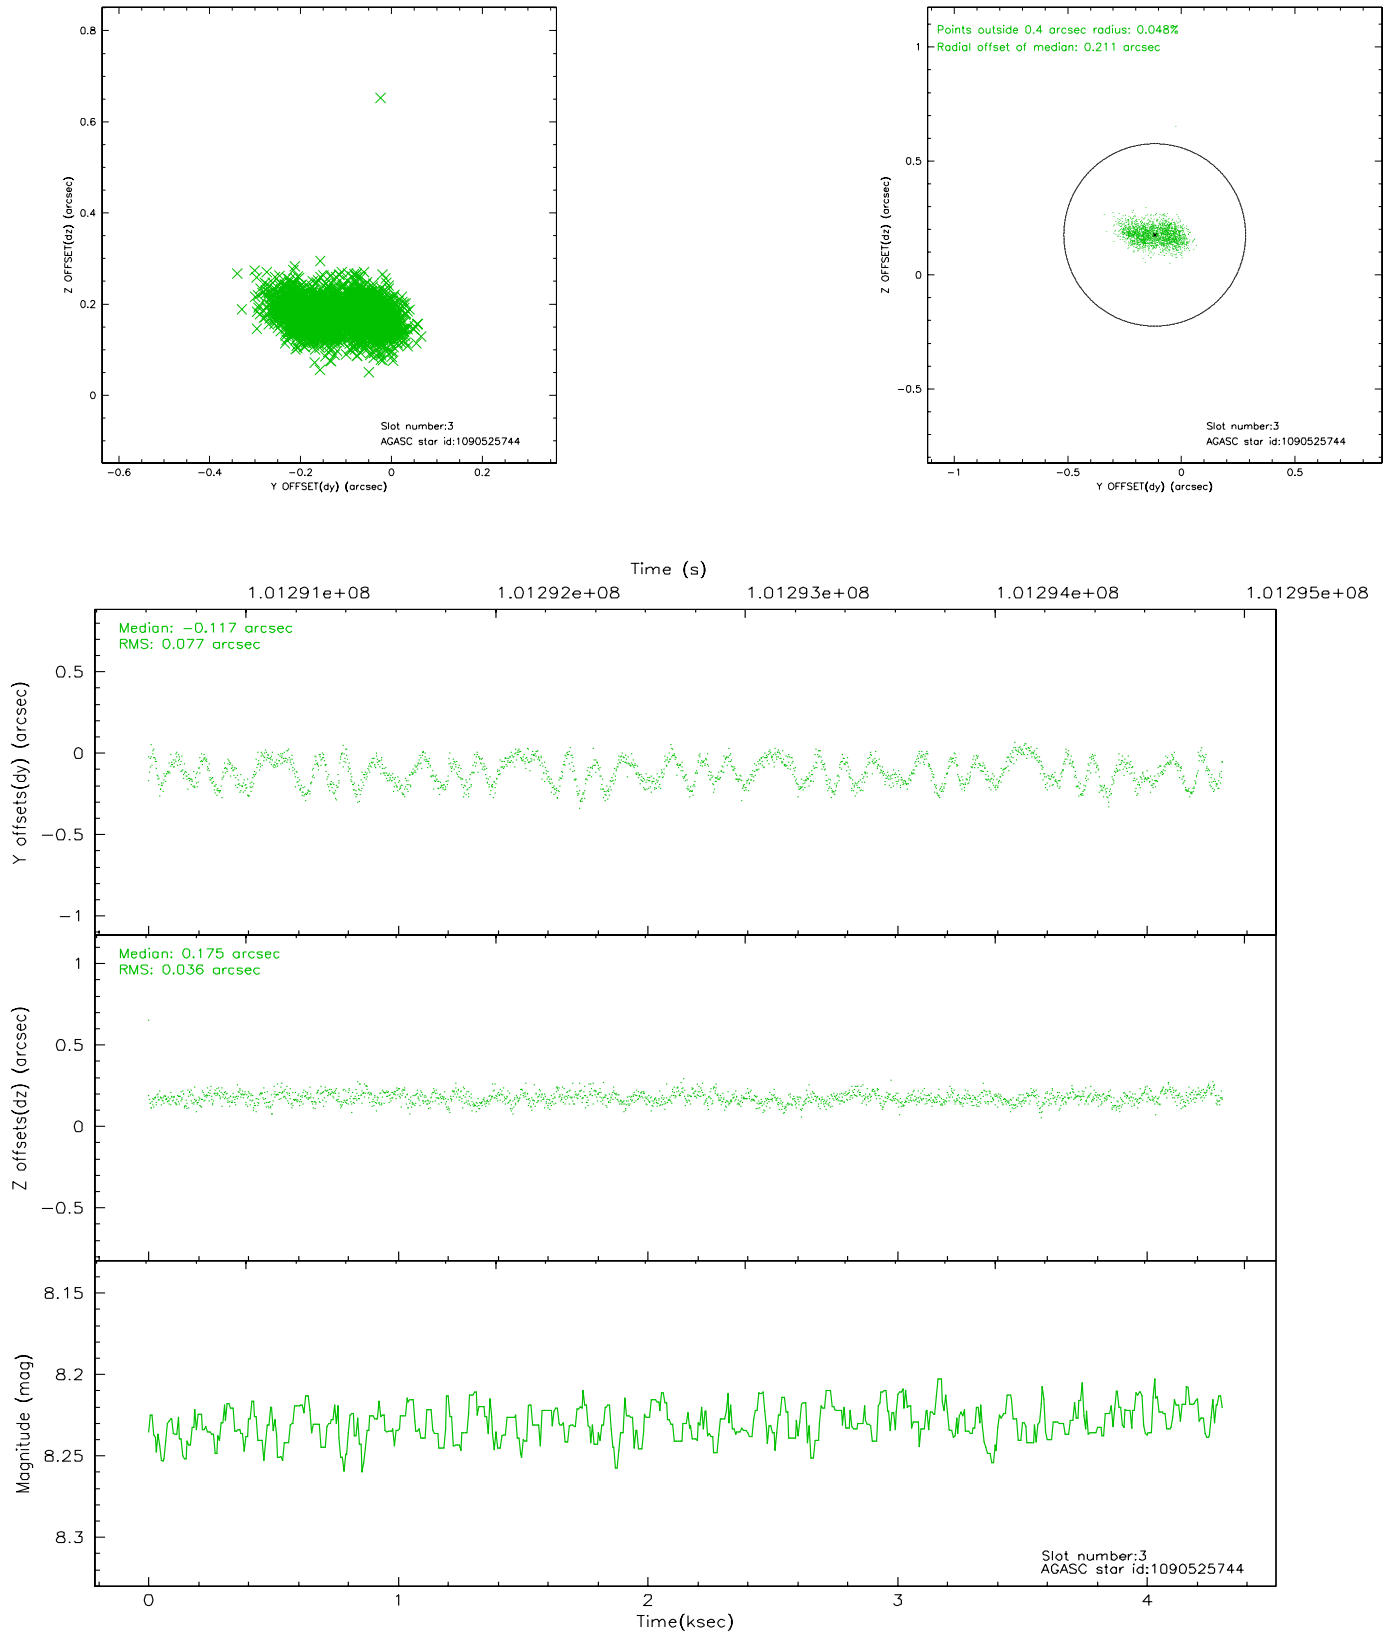 0.8
0.6
0.4
0.2
0
Z OFFSET(dz) (arcsec)
Slot number:3
AGASC star id:1090525744
−0.6 −0.4 −0.2 0 0.2
Y OFFSET(dy) (arcsec)
Points outside 0.4 arcsec radius: 0.048%
Radial offset of median: 0.211 arcsec
1
0.5
0
−0.5
Z OFFSET(dz) (arcsec)
Slot number:3
AGASC star id:1090525744
−1 −0.5 0 0.5
Y OFFSET(dy) (arcsec)
Time (s)
1.01291e+08 1.01292e+08 1.01293e+08 1.01294e+08 1.01295e+08
Median: −0.117 arcsec
RMS: 0.077 arcsec
0.5
0
−0.5
−1
Y offsets(dy) (arcsec)
Median: 0.175 arcsec
RMS: 0.036 arcsec
1
0.5
0
−0.5
Z offsets(dz) (arcsec)
8.15
8.2
8.25
8.3
Magnitude (mag)
Slot number:3
AGASC star id:1090525744
0 1 2 3 4
Time(ksec)